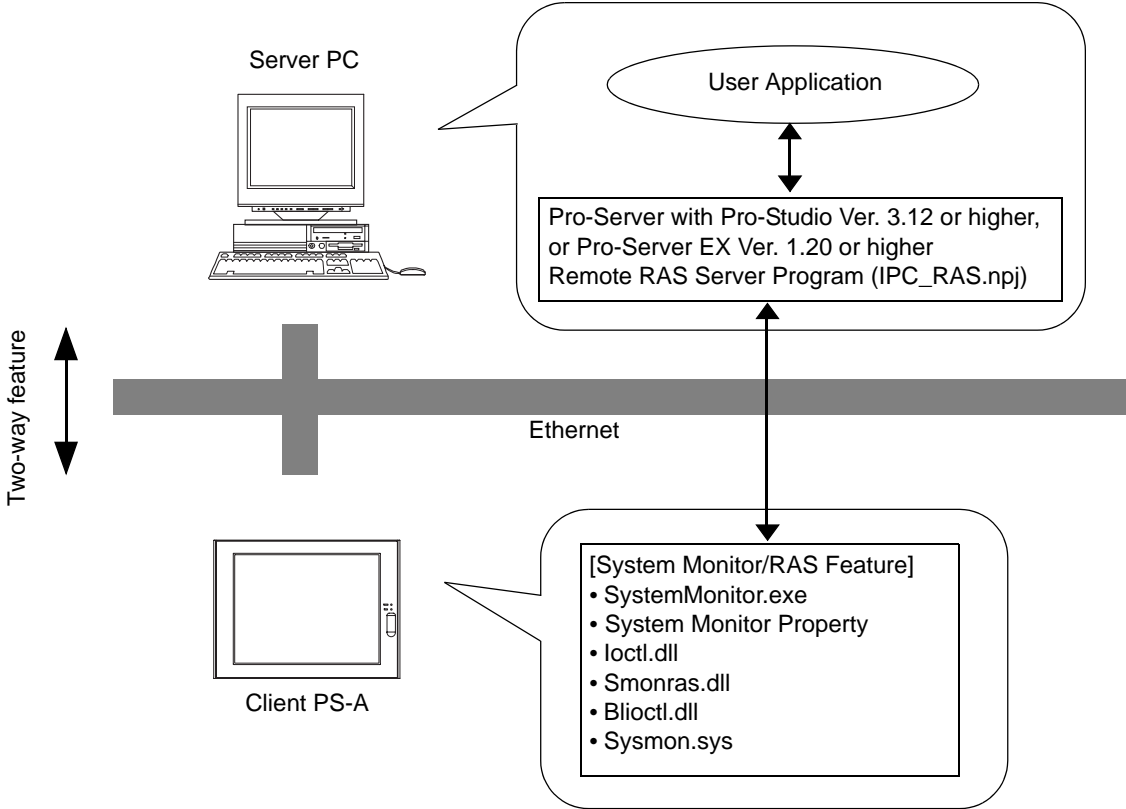 Server PC
User Application
Pro-Server with Pro-Studio Ver. 3.12 or higher,
or Pro-Server EX Ver. 1.20 or higher
Remote RAS Server Program (IPC_RAS.npj)
Two-way feature
Ethernet
[System Monitor/RAS Feature]
• SystemMonitor.exe
• System Monitor Property
• Ioctl.dll
• Smonras.dll
• Blioctl.dll
• Sysmon.sys
Client PS-A